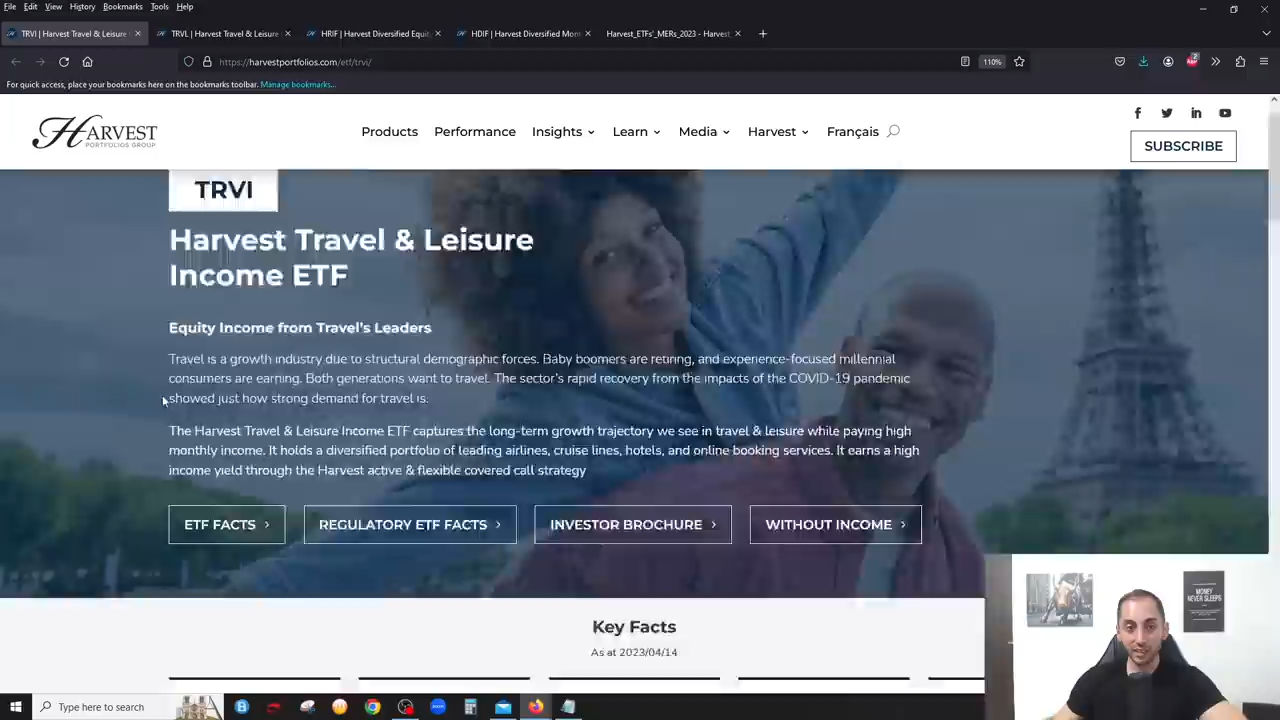 File Edit View History Bookmarks Tools Help
TRVI | Harvest Travel & Leisure
TRVL | Harvest Travel & Leisure
HRIF | Harvest Diversified Equit
HDIF | Harvest Diversified Mon
Harvest_ETFs'_MERs_2023 - Harvest
https://harvestportfolios.com/etf/trvi/
110%
For quick access, place your bookmarks here on the bookmarks toolbar. Manage bookmarks...
HARVEST
PORTFOLIOS GROUP
Products Performance Insights Learn Media Harvest Français
SUBSCRIBE
TRVI
Harvest Travel & Leisure
Income ETF
Equity Income from Travel's Leaders
Travel is a growth industry due to structural demographic forces. Baby boomers are retiring, and experience-focused millennial
consumers are earning. Both generations want to travel. The sector's rapid recovery from the impacts of the COVID-19 pandemic
showed just how strong demand for travel is.
The Harvest Travel & Leisure Income ETF captures the long-term growth trajectory we see in travel & leisure while paying high
monthly income. It holds a diversified portfolio of leading airlines, cruise lines, hotels, and online booking services. It earns a high
income yield through the Harvest active & flexible covered call strategy
ETF FACTS
REGULATORY ETF FACTS
INVESTOR BROCHURE
WITHOUT INCOME
Key Facts
As at 2023/04/14
MONEY
NEVER SLEEPS
Type here to search